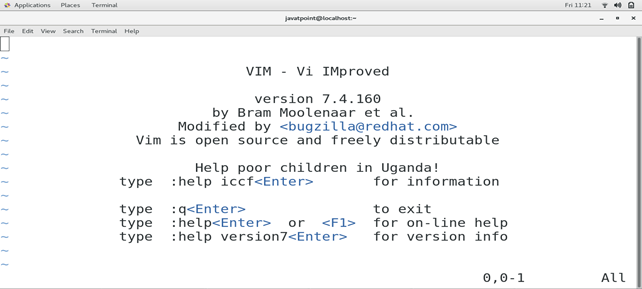 Applications Places Terminal Fri 11:21
javatpoint@localhost:~
File Edit View Search Terminal Help
~
~
VIM - Vi IMproved
~
~
version 7.4.160
~
by Bram Moolenaar et al.
~
Modified by <bugzilla@redhat.com>
~
Vim is open source and freely distributable
~
~
Help poor children in Uganda!
~
type :help iccf<Enter> for information
~
~
type :q<Enter> to exit
~
type :help<Enter> or <F1> for on-line help
~
type :help version7<Enter> for version info
~
~
0,0-1 All